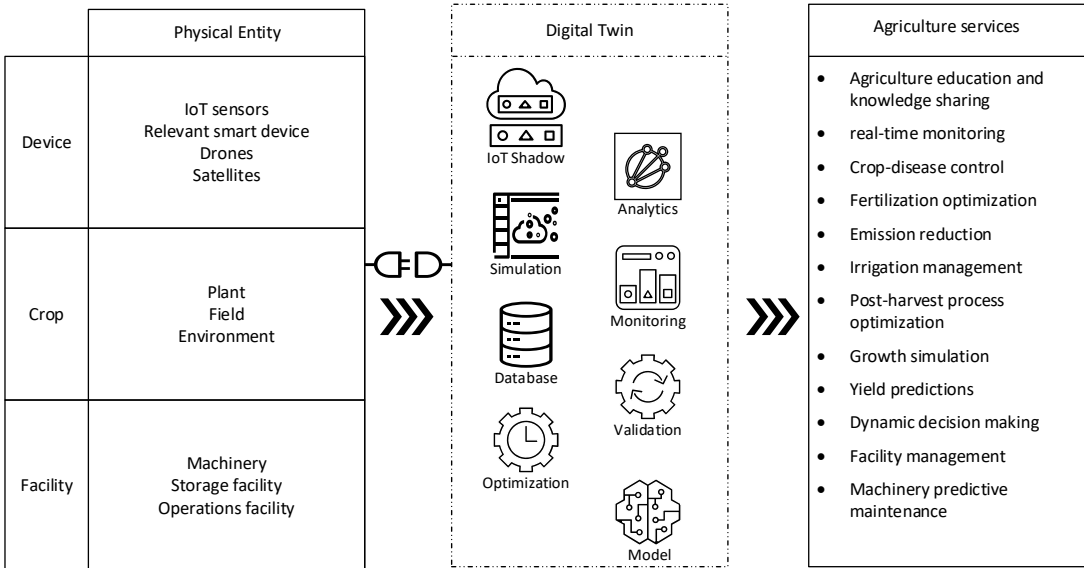 Physical Entity
Device
IoT sensors
Relevant smart device
Drones
Satellites
Crop
Plant
Field
Environment
Facility
Machinery
Storage facility
Operations facility
Digital Twin
IoT Shadow
Analytics
Simulation
Monitoring
Database
Validation
Optimization
Model
Agriculture services
• Agriculture education and
knowledge sharing
• real-time monitoring
• Crop-disease control
• Fertilization optimization
• Emission reduction
• Irrigation management
• Post-harvest process
optimization
• Growth simulation
• Yield predictions
• Dynamic decision making
• Facility management
• Machinery predictive
maintenance